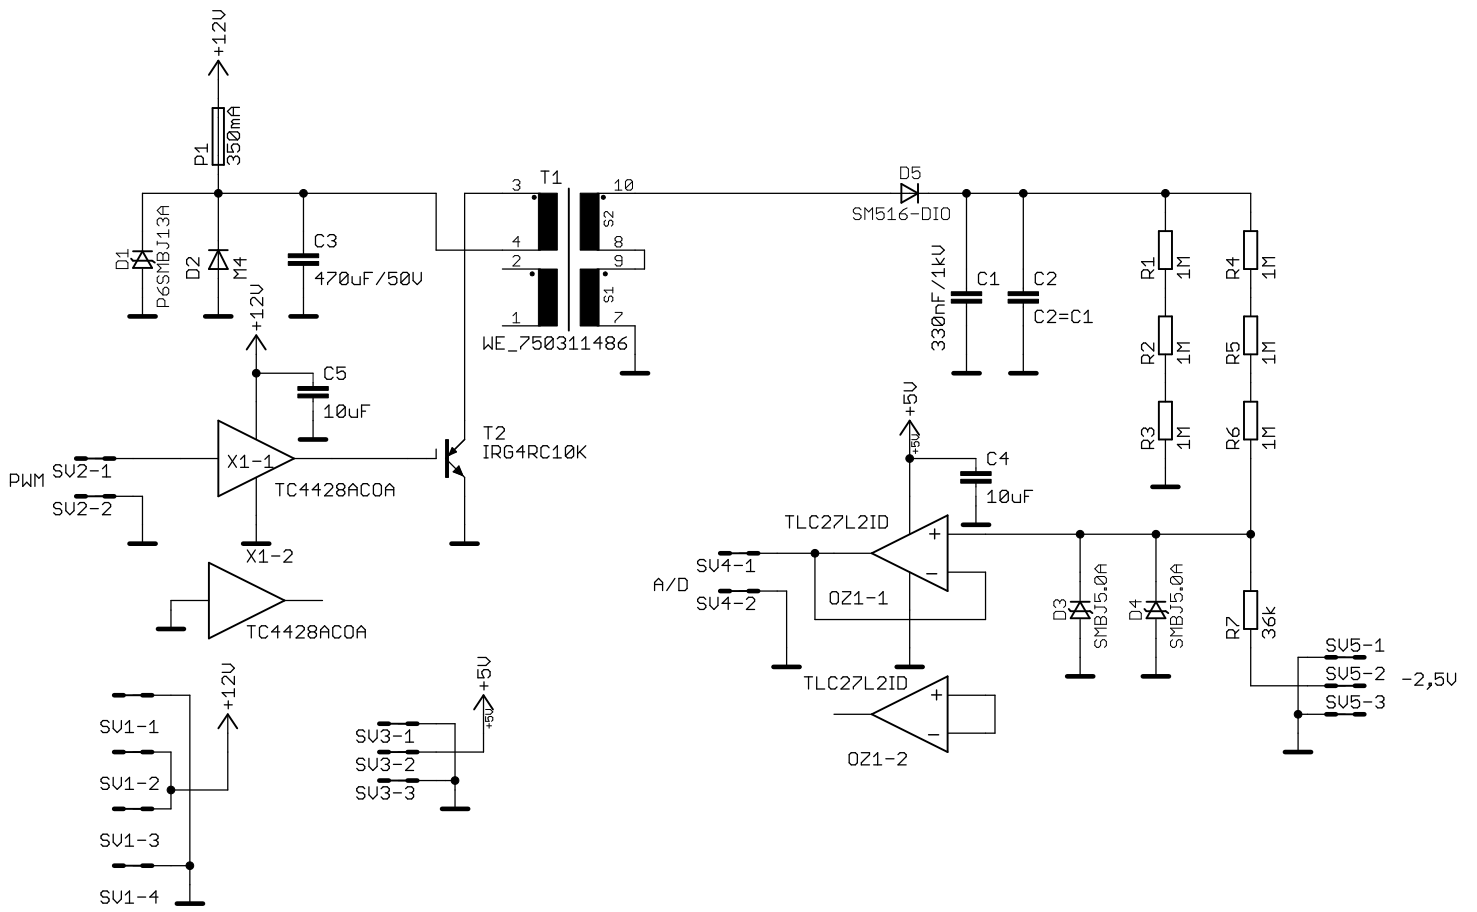 +12V
P1
350mA
D1
P6SMBJ13A
D2
M4
C3
470uF/50V
+12V
C5
10uF
PWM
SV2-1
SV2-2
X1-1
TC4428ACOA
X1-2
TC4428ACOA
T1
3
4
2
1
10
8
9
7
S2
S1
WE_750311486
T2
IRG4RC10K
D5
SM516-DIO
C1
330nF/1kV
C2
C2=C1
R1
1M
R2
1M
R3
1M
R4
1M
R5
1M
R6
1M
+5V
+5V
C4
10uF
TLC27L2ID
+
−
OZ1-1
A/D
SV4-1
SV4-2
D3
SMBJ5.0A
D4
SMBJ5.0A
R7
36k
SV5-1
SV5-2
SV5-3
-2,5V
TLC27L2ID
+
−
OZ1-2
+12V
SV1-1
SV1-2
SV1-3
SV1-4
+5V
+5V
SV3-1
SV3-2
SV3-3